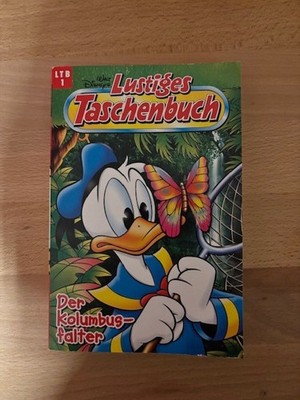 LTB
1
Walt
Disney's
Lustiges
Taschenbuch
Der
Kolumbus-
falter